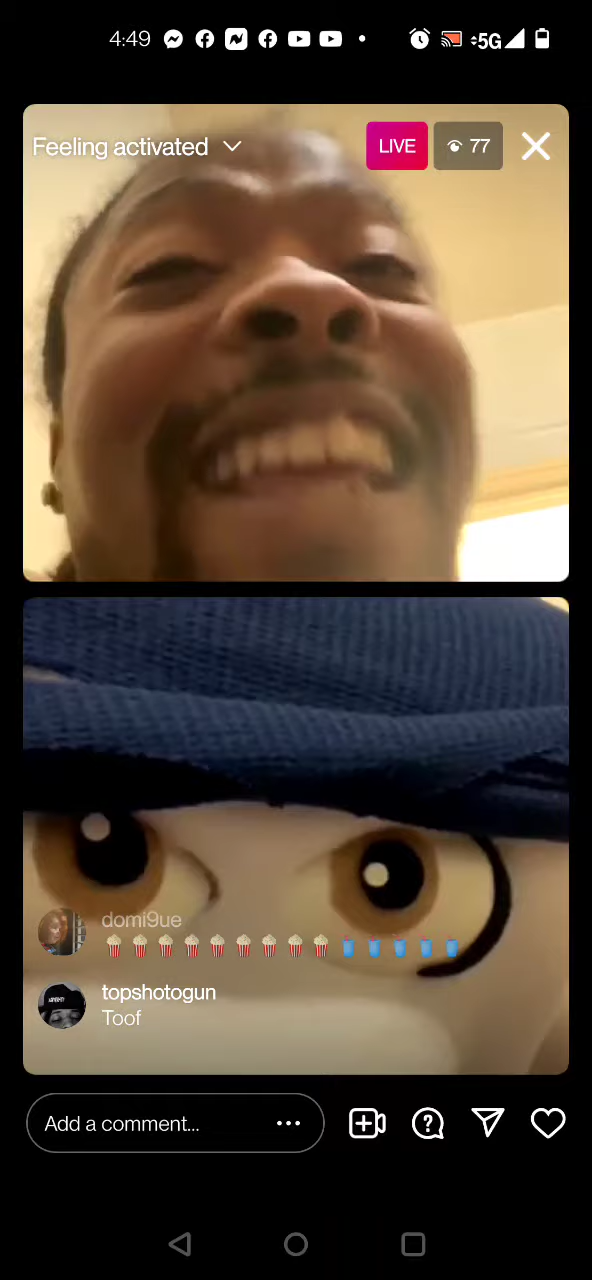 4:49
5G
Feeling activated
LIVE
77
domi9ue
topshotogun
Toof
Add a comment...